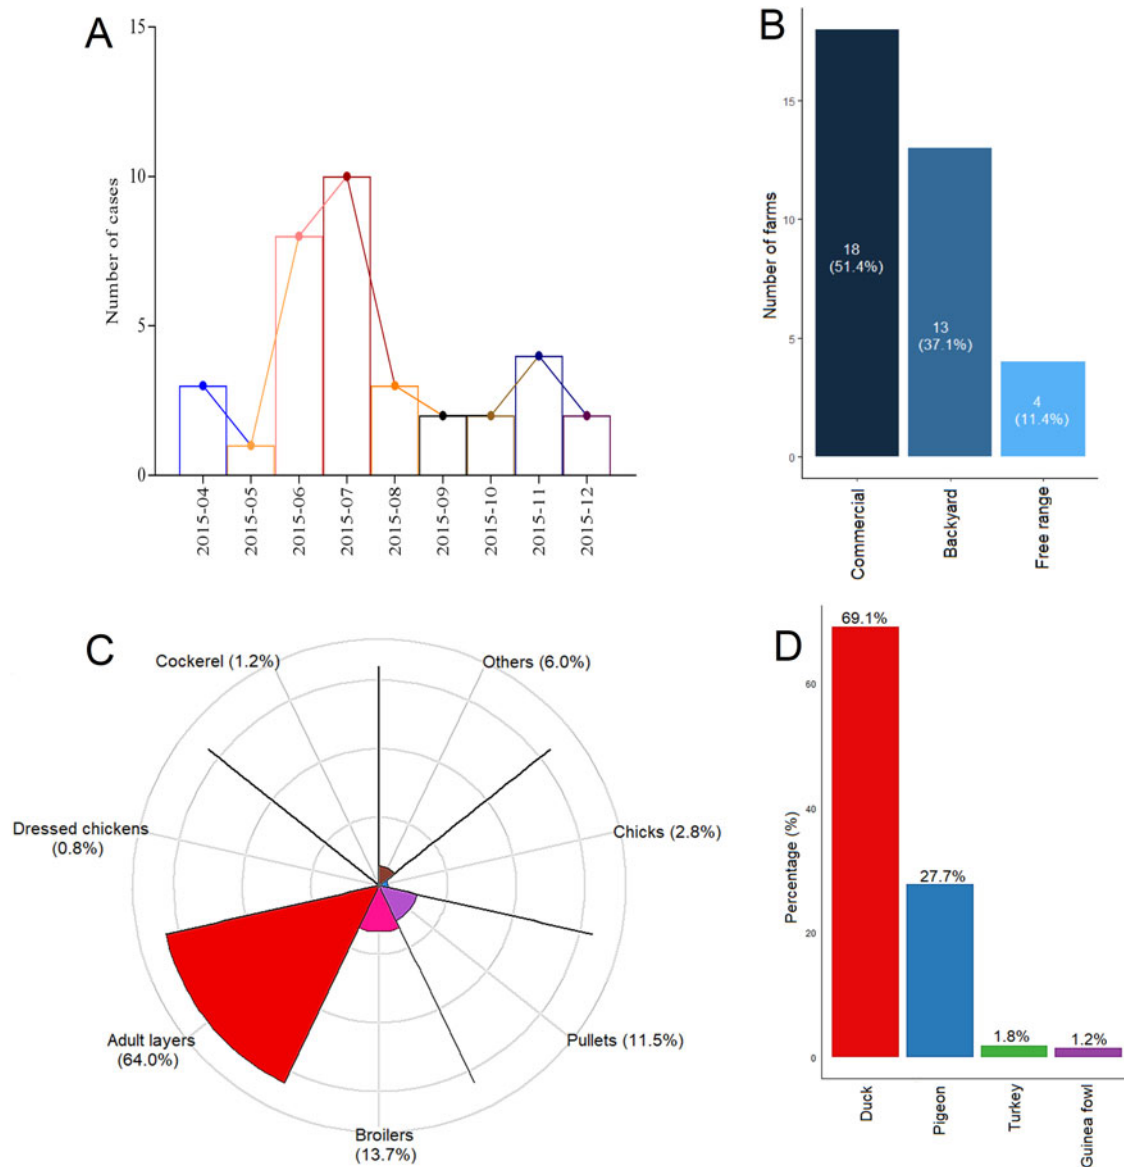 A
Number of cases
15
10
5
0
2015-04
2015-05
2015-06
2015-07
2015-08
2015-09
2015-10
2015-11
2015-12
B
Number of farms
15
10
5
0
18
(51.4%)
13
(37.1%)
4
(11.4%)
Commercial
Backyard
Free range
C
Cockerel (1.2%)
Others (6.0%)
Dressed chickens
(0.8%)
Chicks (2.8%)
Adult layers
(64.0%)
Pullets (11.5%)
Broilers
(13.7%)
D
Percentage (%)
60
40
20
0
69.1%
27.7%
1.8%
1.2%
Duck
Pigeon
Turkey
Guinea fowl